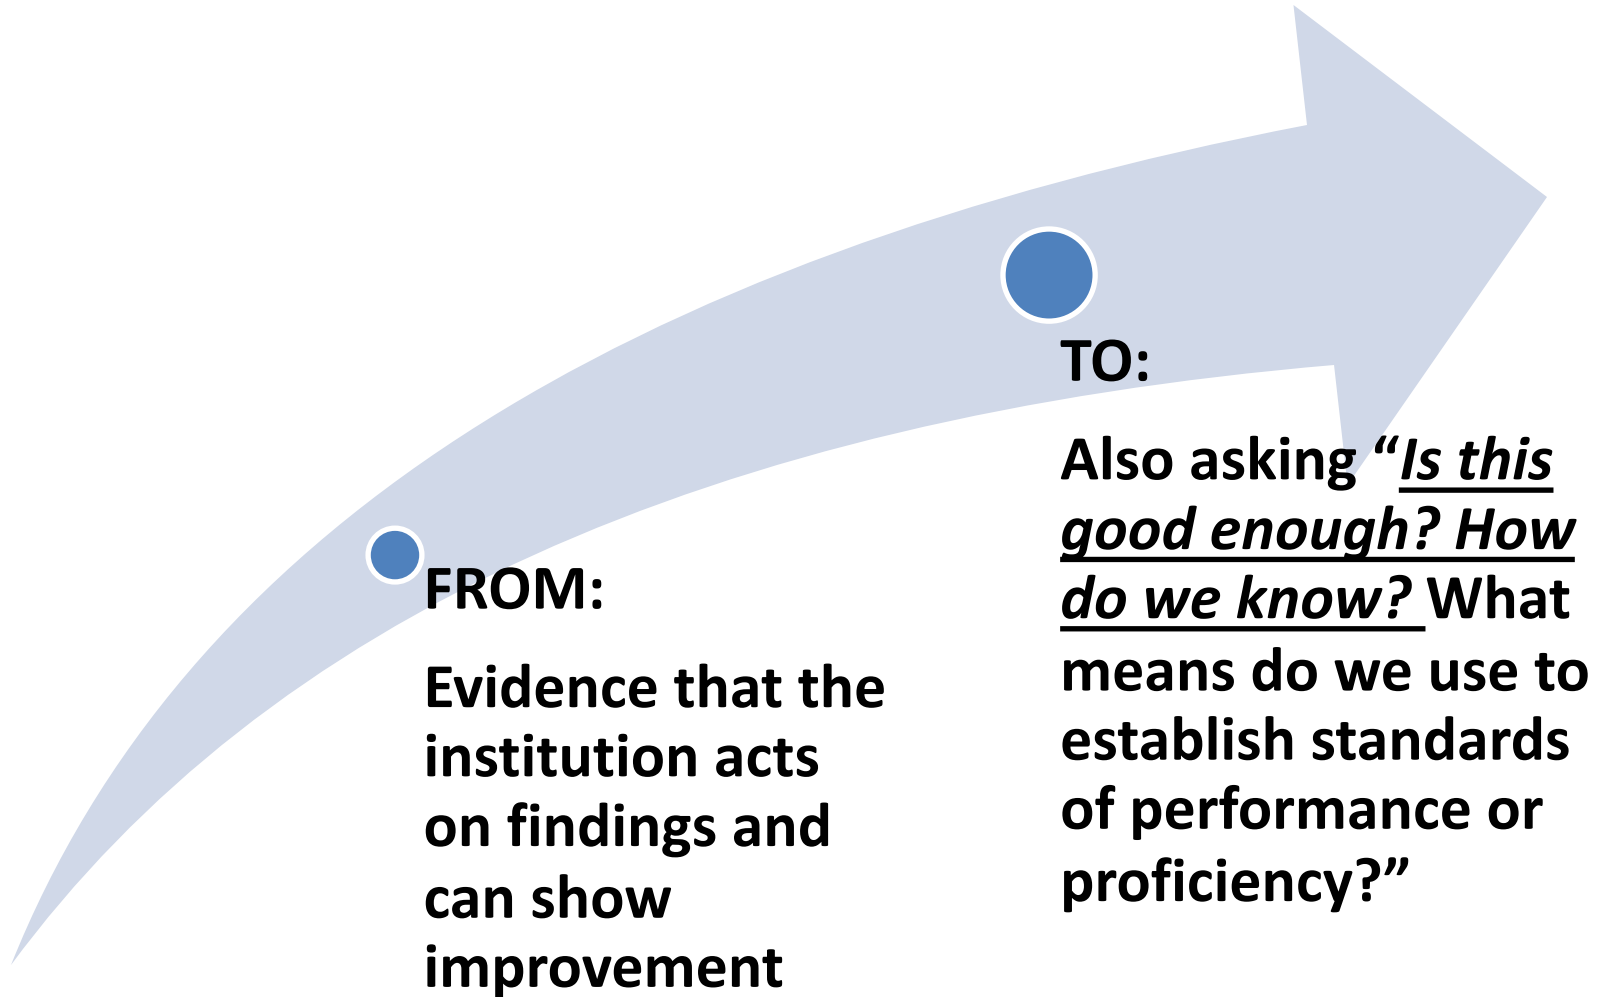 FROM:
Evidence that the
institution acts
on findings and
can show
improvement
TO:
Also asking “Is this
good enough? How
do we know? What
means do we use to
establish standards
of performance or
proficiency?”